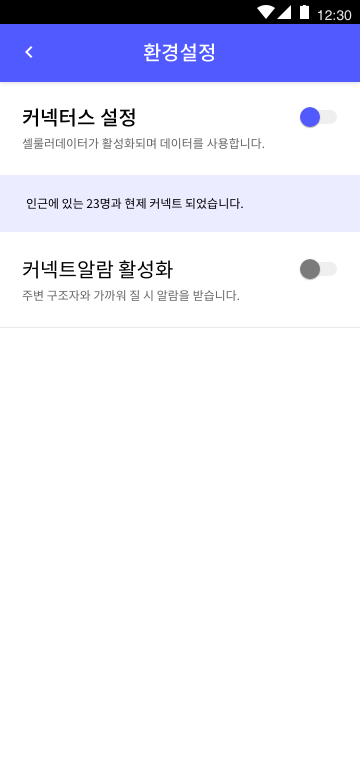 12:30
환경설정
커넥터스 설정
셀룰러데이터가 활성화되며 데이터를 사용합니다.
인근에 있는 23명과 현제 커넥트 되었습니다.
커넥트알람 활성화
주변 구조자와 가까워 질 시 알람을 받습니다.